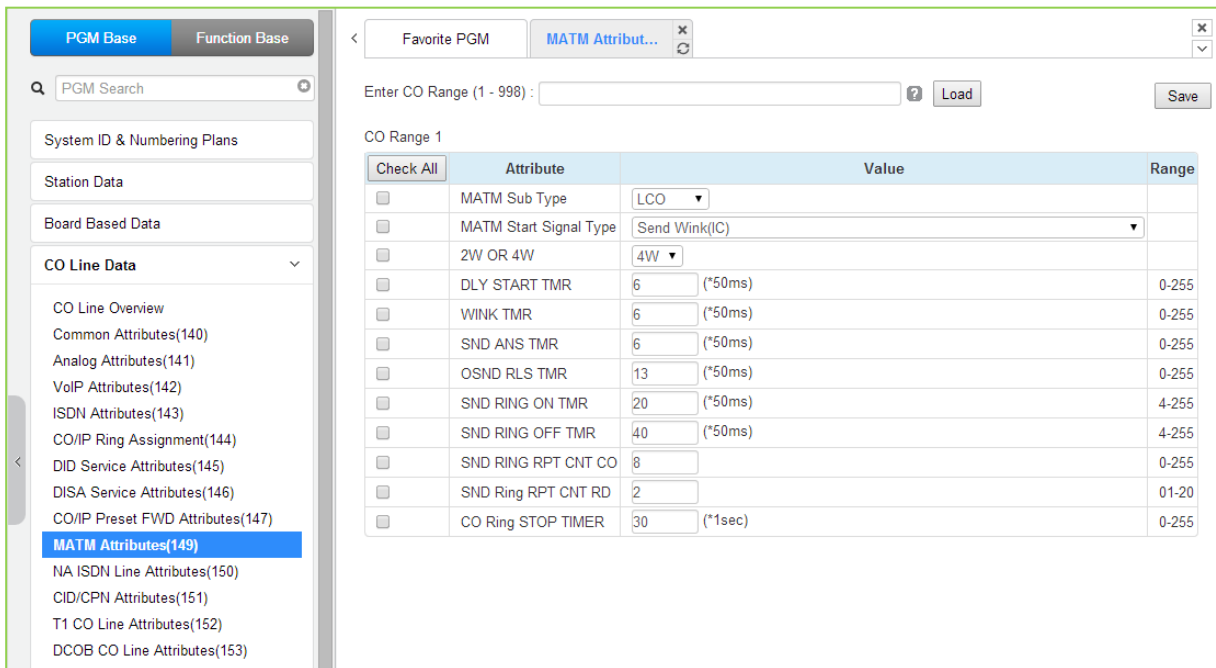 PGM Base Function Base
PGM Search
System ID & Numbering Plans
Station Data
Board Based Data
CO Line Data
CO Line Overview
Common Attributes(140)
Analog Attributes(141)
VoIP Attributes(142)
ISDN Attributes(143)
CO/IP Ring Assignment(144)
DID Service Attributes(145)
DISA Service Attributes(146)
CO/IP Preset FWD Attributes(147)
MATM Attributes(149)
NA ISDN Line Attributes(150)
CID/CPN Attributes(151)
T1 CO Line Attributes(152)
DCOB CO Line Attributes(153)
Favorite PGM MATM Attribut...
Enter CO Range (1 - 998) : Load Save
CO Range 1
Check All Attribute Value Range
MATM Sub Type LCO
MATM Start Signal Type Send Wink(IC)
2W OR 4W 4W
DLY START TMR 6 (*50ms) 0-255
WINK TMR 6 (*50ms) 0-255
SND ANS TMR 6 (*50ms) 0-255
OSND RLS TMR 13 (*50ms) 0-255
SND RING ON TMR 20 (*50ms) 4-255
SND RING OFF TMR 40 (*50ms) 4-255
SND RING RPT CNT CO 8 0-255
SND Ring RPT CNT RD 2 01-20
CO Ring STOP TIMER 30 (*1sec) 0-255